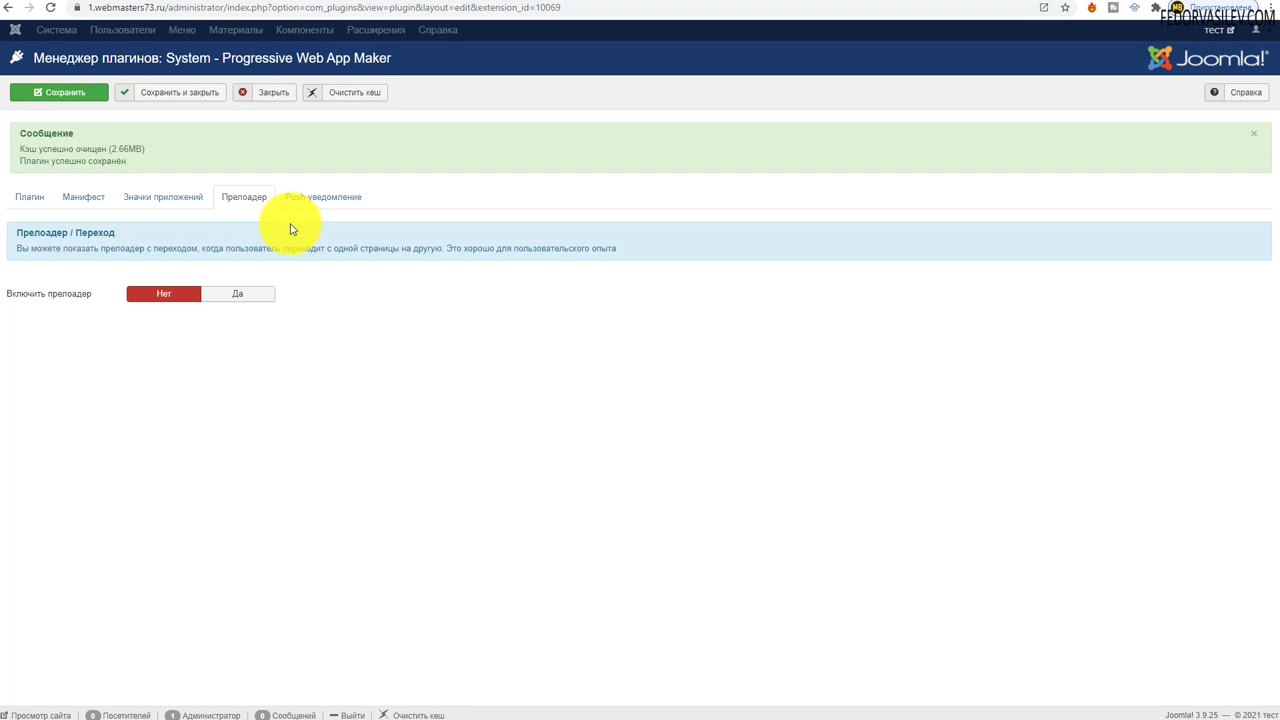 1.webmasters73.ru/administrator/index.php?option=com_plugins&view=plugin&layout=edit&extension_id=10069
Приостановлена
FEDORVASILEV.COM
Система Пользователи Меню Материалы Компоненты Расширения Справка тест
Менеджер плагинов: System - Progressive Web App Maker
Joomla!®
Сохранить Сохранить и закрыть Закрыть Очистить кеш Справка
Сообщение
Кэш успешно очищен (2.66MB)
Плагин успешно сохранён
Плагин Манифест Значки приложений Прелоадер Push-уведомление
Прелоадер / Переход
Вы можете показать прелоадер с переходом, когда пользователь переходит с одной страницы на другую. Это хорошо для пользовательского опыта
Включить прелоадер Нет Да
Просмотр сайта 0 Посетителей 1 Администратор 0 Сообщений Выйти Очистить кеш Joomla! 3.9.25 — © 2021 тест